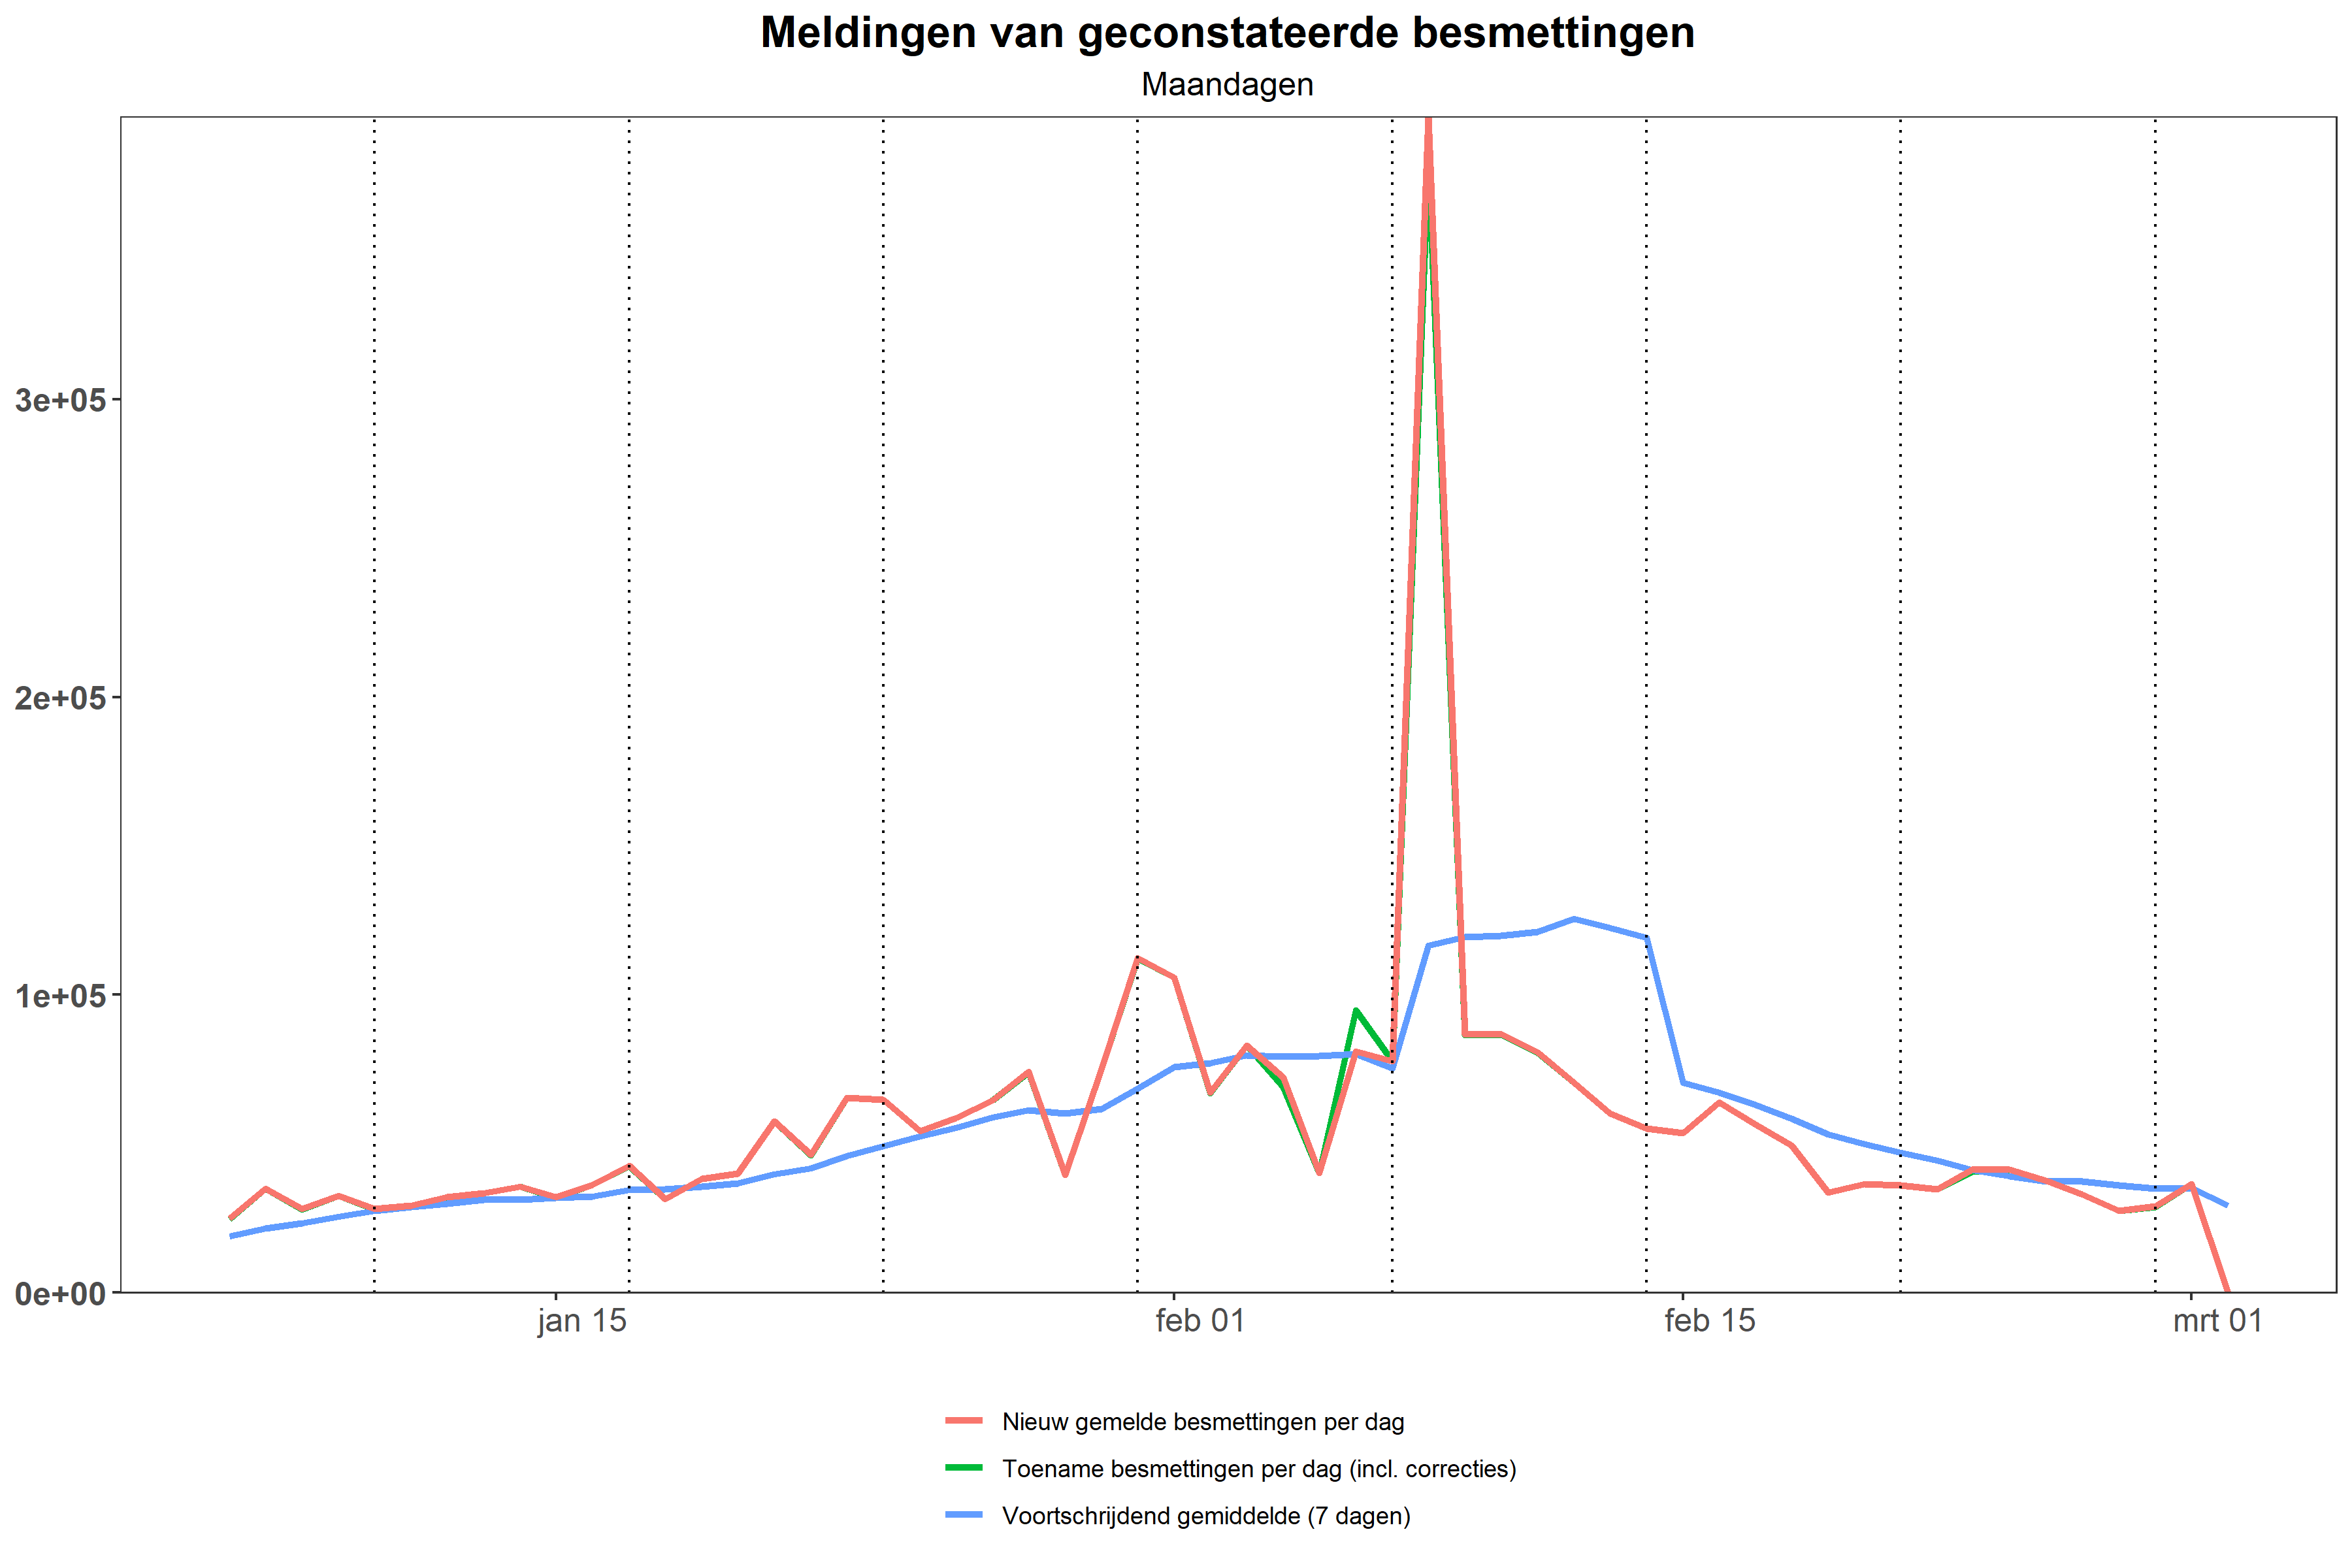 Meldingen van geconstateerde besmettingen
Maandagen
3e+05
2e+05
1e+05
0e+00
jan 15
feb 01
feb 15
mrt 01
Nieuw gemelde besmettingen per dag
Toename besmettingen per dag (incl. correcties)
Voortschrijdend gemiddelde (7 dagen)